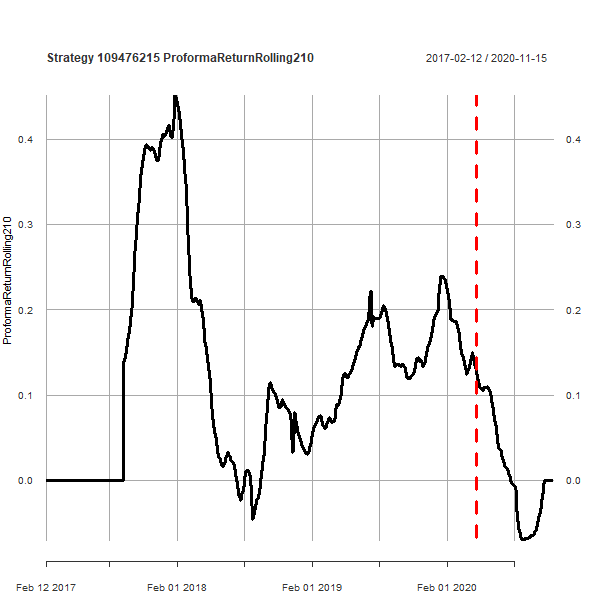 Strategy 109476215 ProformaReturnRolling210
2017-02-12 / 2020-11-15
ProformaReturnRolling210
0.4
0.3
0.2
0.1
0.0
0.4
0.3
0.2
0.1
0.0
Feb 12 2017
Feb 01 2018
Feb 01 2019
Feb 01 2020